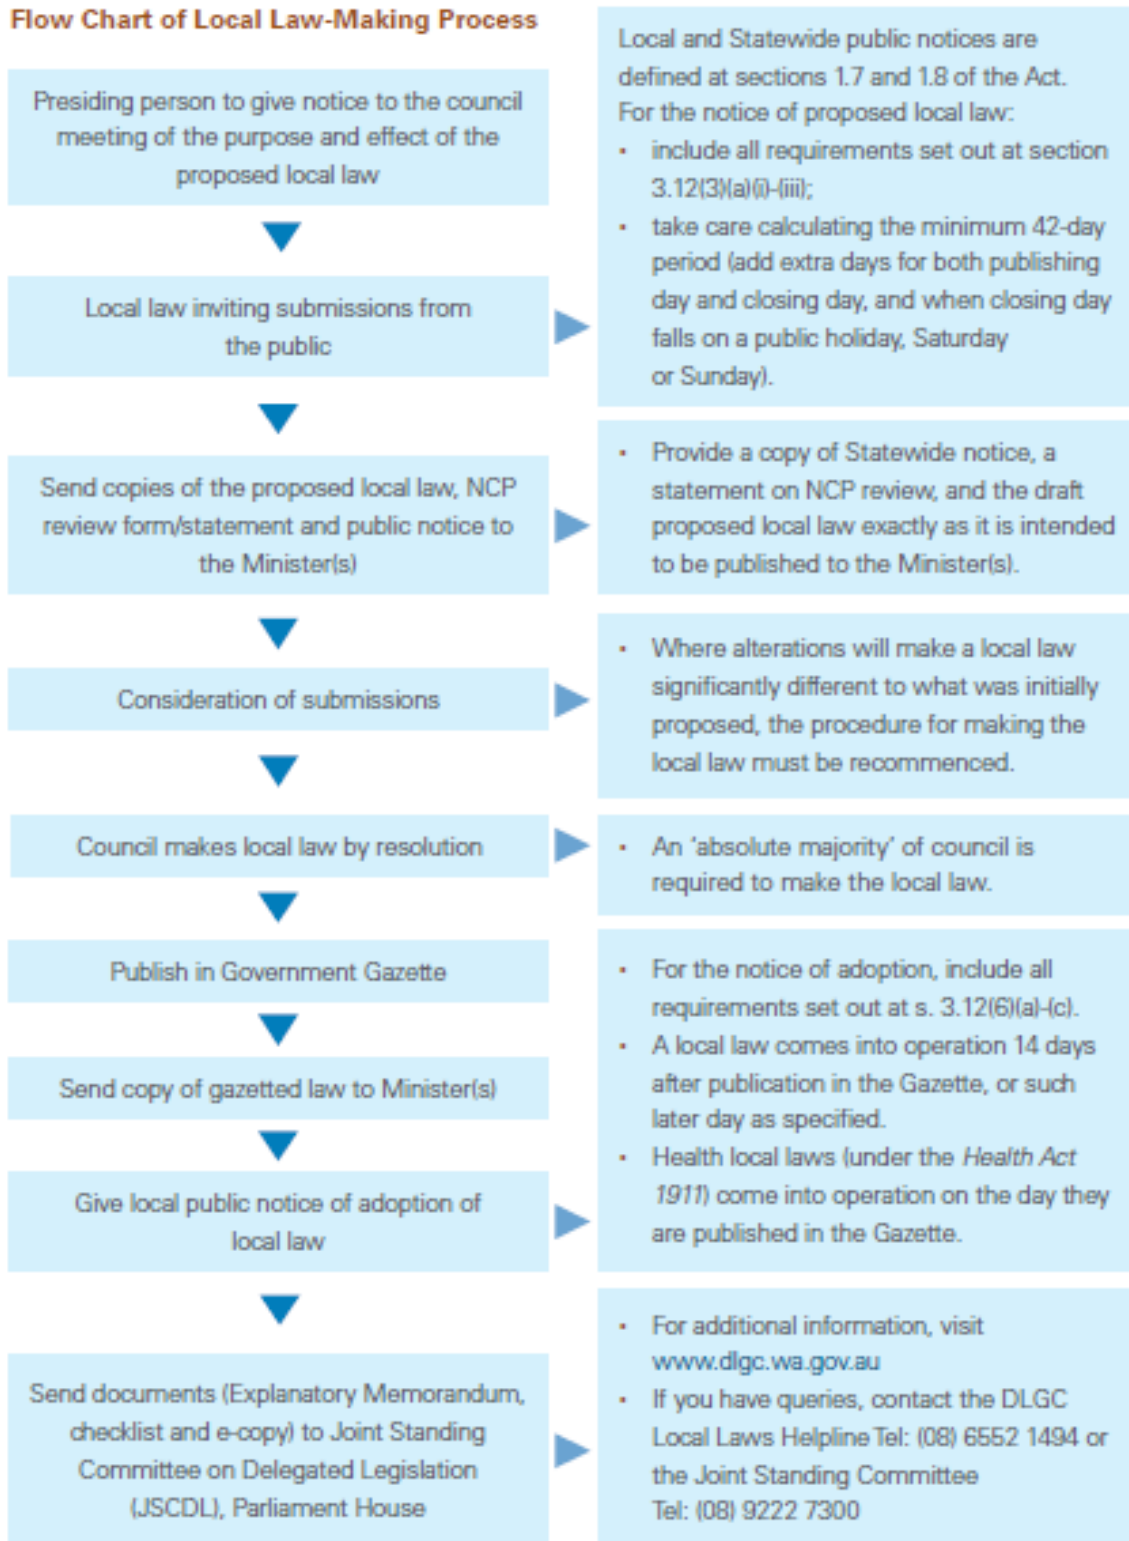 Flow Chart of Local Law-Making Process
Presiding person to give notice to the council
meeting of the purpose and effect of the
proposed local law
Local law inviting submissions from
the public
Local and Statewide public notices are
defined at sections 1.7 and 1.8 of the Act.
For the notice of proposed local law:
• include all requirements set out at section
3.12(3)(a)(i)-(iii);
• take care calculating the minimum 42-day
period (add extra days for both publishing
day and closing day, and when closing day
falls on a public holiday, Saturday
or Sunday).
Send copies of the proposed local law, NCP
review form/statement and public notice to
the Minister(s)
• Provide a copy of Statewide notice, a
statement on NCP review, and the draft
proposed local law exactly as it is intended
to be published to the Minister(s).
Consideration of submissions
• Where alterations will make a local law
significantly different to what was initially
proposed, the procedure for making the
local law must be recommenced.
Council makes local law by resolution
• An 'absolute majority' of council is
required to make the local law.
Publish in Government Gazette
Send copy of gazetted law to Minister(s)
Give local public notice of adoption of
local law
• For the notice of adoption, include all
requirements set out at s. 3.12(6)(a)-(c).
• A local law comes into operation 14 days
after publication in the Gazette, or such
later day as specified.
• Health local laws (under the Health Act
1911) come into operation on the day they
are published in the Gazette.
Send documents (Explanatory Memorandum,
checklist and e-copy) to Joint Standing
Committee on Delegated Legislation
(JSCDL), Parliament House
• For additional information, visit
www.dlgc.wa.gov.au
• If you have queries, contact the DLGC
Local Laws Helpline Tel: (08) 6552 1494 or
the Joint Standing Committee
Tel: (08) 9222 7300